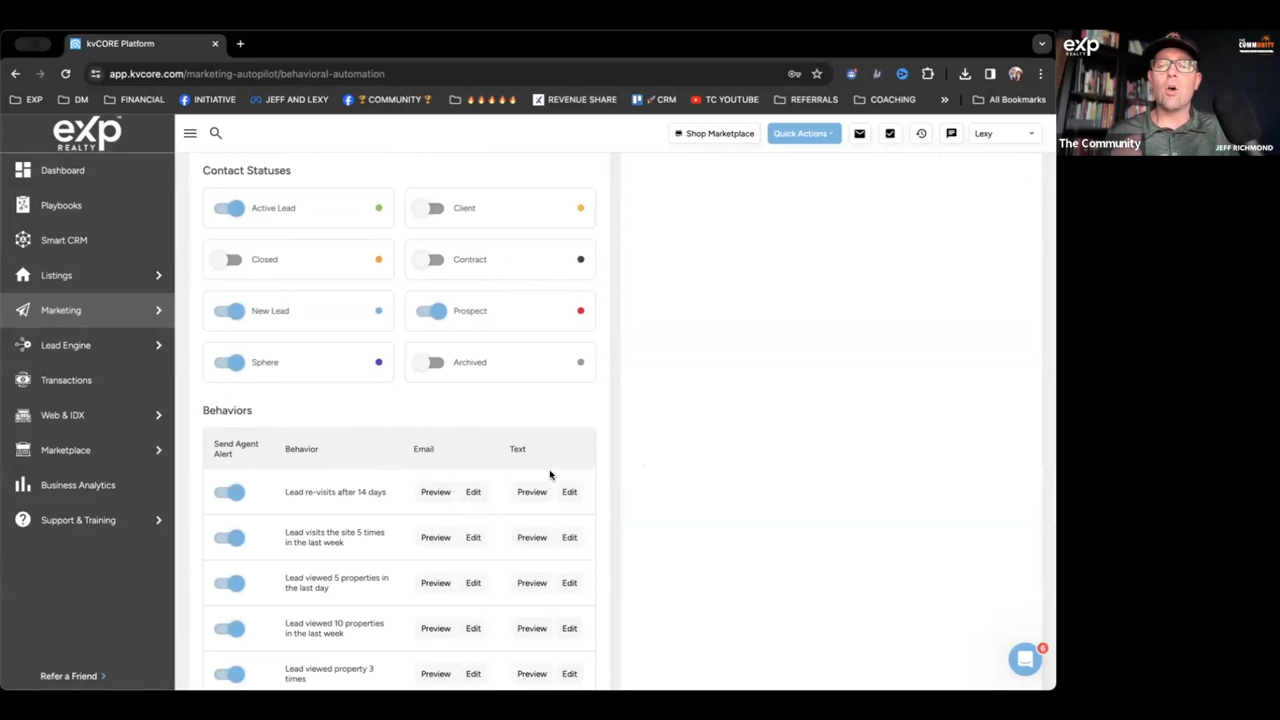 kvCORE Platform
app.kvcore.com/marketing-autopilot/behavioral-automation
EXP
DM
FINANCIAL
INITIATIVE
JEFF AND LEXY
🏆COMMUNITY🏆
🔥🔥🔥🔥🔥
REVENUE SHARE
🚀CRM
TC YOUTUBE
REFERRALS
COACHING
»
All Bookmarks
exp
REALTY
Shop Marketplace
Quick Actions
Lexy
Dashboard
Playbooks
Smart CRM
Listings
Marketing
Lead Engine
Transactions
Web & IDX
Marketplace
Business Analytics
Support & Training
Refer a Friend
Contact Statuses
Active Lead
Client
Closed
Contract
New Lead
Prospect
Sphere
Archived
Behaviors
Send Agent
Alert
Behavior
Email
Text
Lead re-visits after 14 days
Preview Edit Preview Edit
Lead visits the site 5 times
in the last week
Preview Edit Preview Edit
Lead viewed 5 properties in
the last day
Preview Edit Preview Edit
Lead viewed 10 properties
in the last week
Preview Edit Preview Edit
Lead viewed property 3
times
Preview Edit Preview Edit
6
exp
REALTY
THE
COMMUNITY
The Community
JEFF RICHMOND